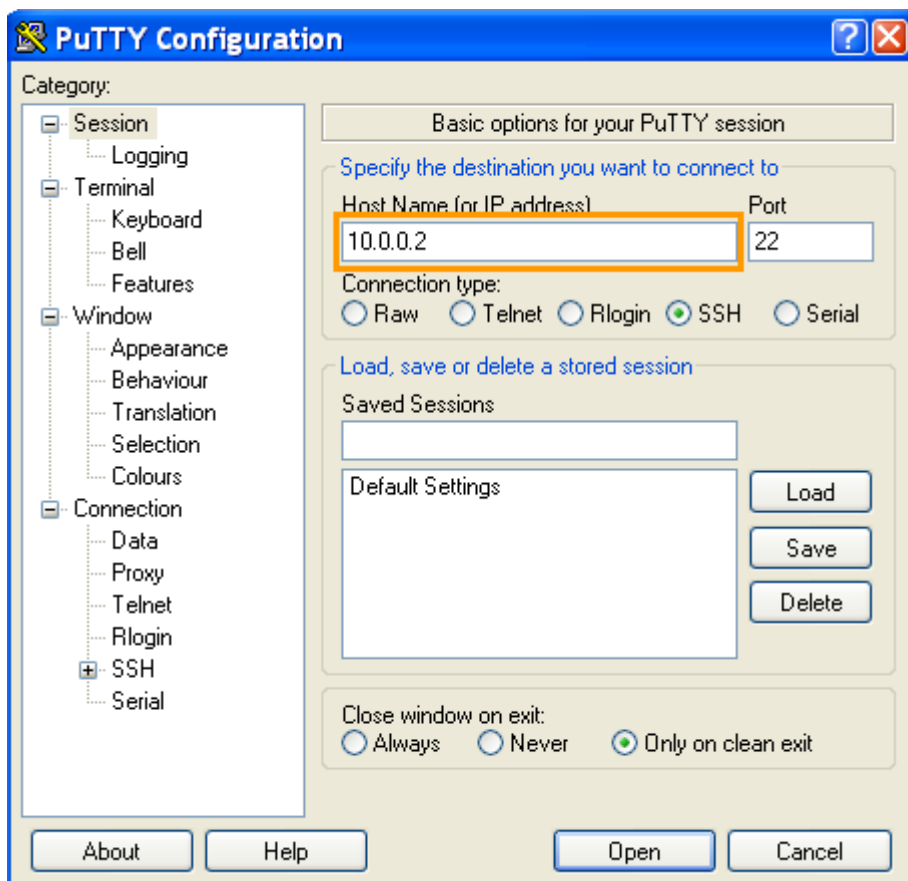 PuTTY Configuration
Category:
Session
Logging
Terminal
Keyboard
Bell
Features
Window
Appearance
Behaviour
Translation
Selection
Colours
Connection
Data
Proxy
Telnet
Rlogin
SSH
Serial
Basic options for your PuTTY session
Specify the destination you want to connect to
Host Name (or IP address) Port
10.0.0.2 22
Connection type:
Raw Telnet Rlogin SSH Serial
Load, save or delete a stored session
Saved Sessions
Default Settings
Load
Save
Delete
Close window on exit:
Always Never Only on clean exit
About Help Open Cancel